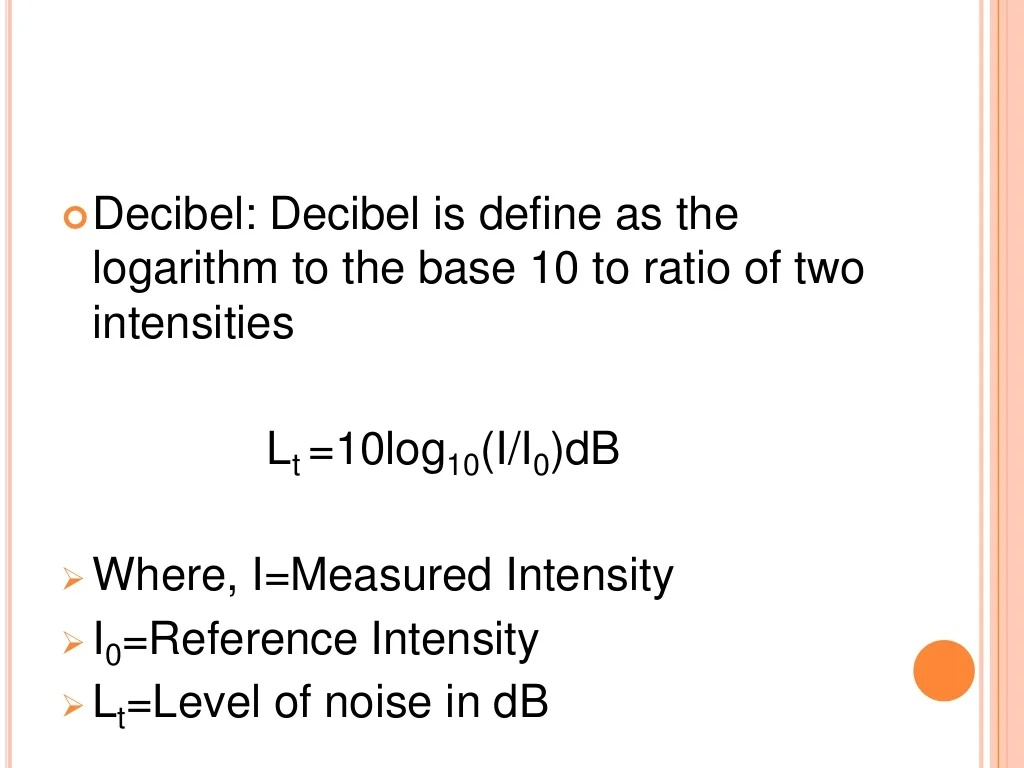 Decibel: Decibel is define as the
logarithm to the base 10 to ratio of two
intensities
Lₜ =10log₁₀(I/I₀)dB
Where, I=Measured Intensity
I₀=Reference Intensity
Lₜ=Level of noise in dB